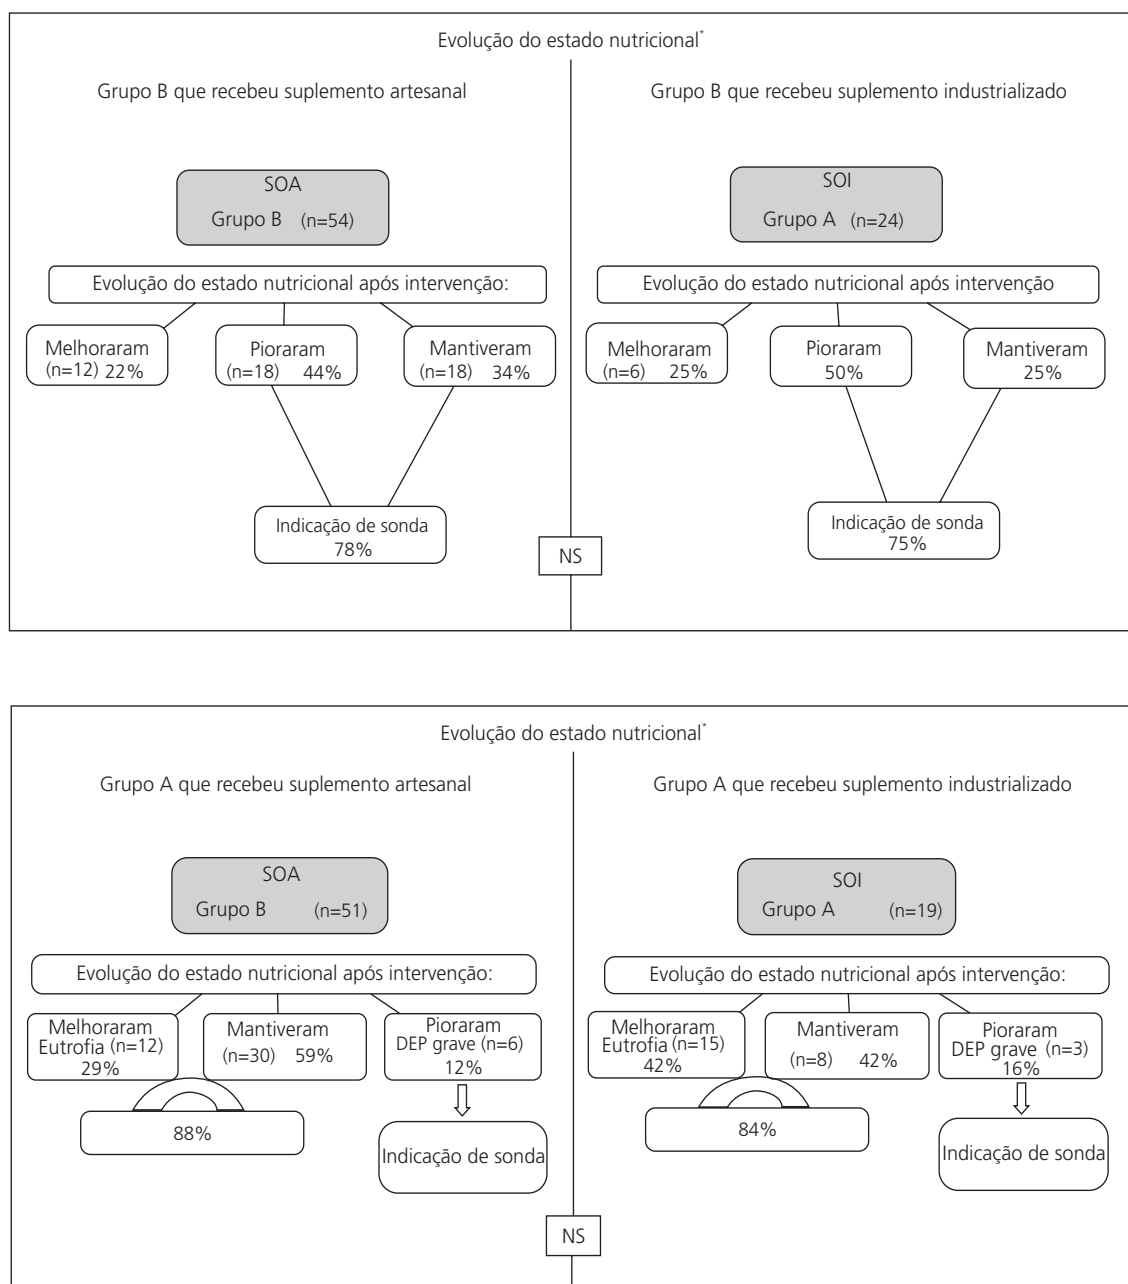 Evolução do estado nutricional*
Grupo B que recebeu suplemento artesanal
SOA
Grupo B (n=54)
Evolução do estado nutricional após intervenção:
Melhoraram
(n=12) 22%
Pioraram
(n=18) 44%
Mantiveram
(n=18) 34%
Indicação de sonda
78%
Grupo B que recebeu suplemento industrializado
SOI
Grupo A (n=24)
Evolução do estado nutricional após intervenção
Melhoraram
(n=6) 25%
Pioraram
50%
Mantiveram
25%
Indicação de sonda
75%
NS
Evolução do estado nutricional*
Grupo A que recebeu suplemento artesanal
SOA
Grupo B (n=51)
Evolução do estado nutricional após intervenção:
Melhoraram
Eutrofia (n=12)
29%
Mantiveram
(n=30) 59%
Pioraram
DEP grave (n=6)
12%
88%
Indicação de sonda
Grupo A que recebeu suplemento industrializado
SOI
Grupo A (n=19)
Evolução do estado nutricional após intervenção:
Melhoraram
Eutrofia (n=15)
42%
Mantiveram
(n=8) 42%
Pioraram
DEP grave (n=3)
16%
84%
Indicação de sonda
NS